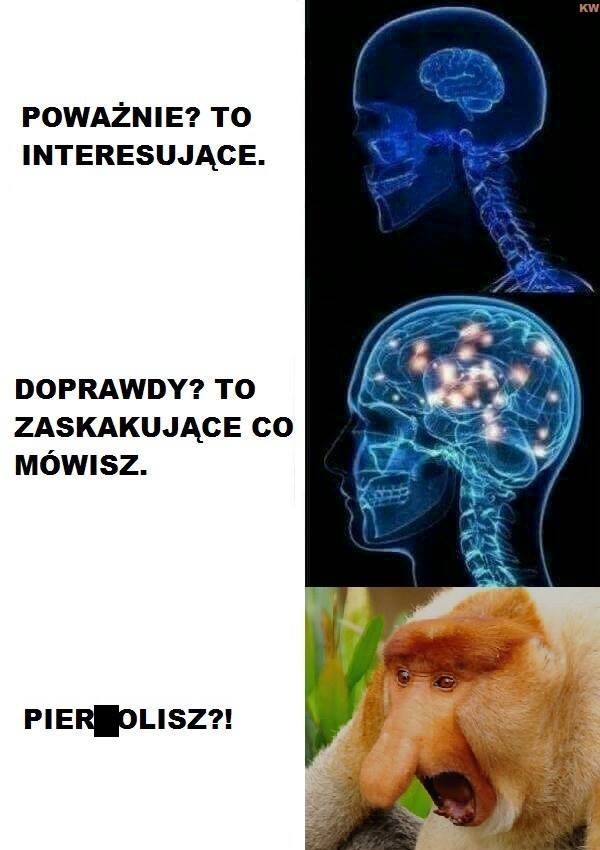 KW
POWAŻNIE? TO
INTERESUJĄCE.
DOPRAWDY? TO
ZASKAKUJĄCE CO
MÓWISZ.
PIER█OLISZ?!